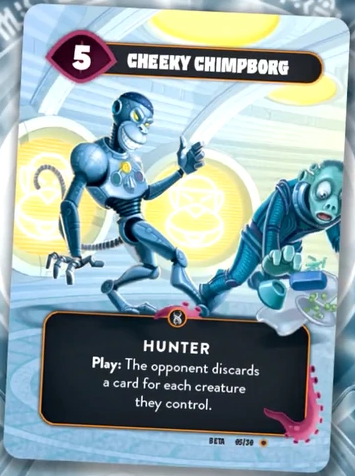 5
CHEEKY CHIMPBORG
HUNTER
Play: The opponent discards
a card for each creature
they control.
BETA